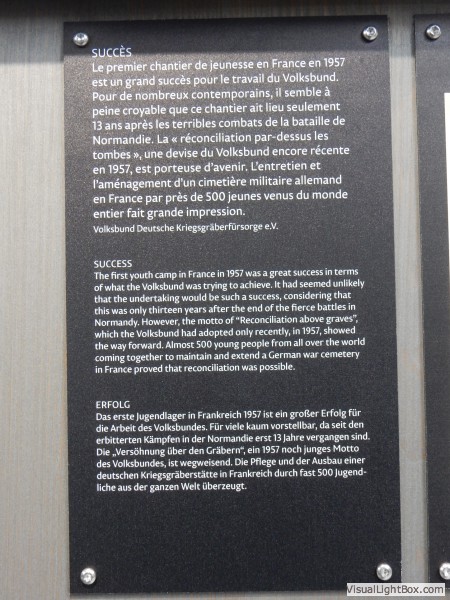 SUCCÈS
Le premier chantier de jeunesse en France en 1957
est un grand succès pour le travail du Volksbund.
Pour de nombreux contemporains, il semble à
peine croyable que ce chantier ait lieu seulement
13 ans après les terribles combats de la bataille de
Normandie. La « réconciliation par-dessus les
tombes », une devise du Volksbund encore récente
en 1957, est porteuse d'avenir. L'entretien et
l'aménagement d'un cimetière militaire allemand
en France par près de 500 jeunes venus du monde
entier fait grande impression.
Volksbund Deutsche Kriegsgräberfürsorge e.V.
SUCCESS
The first youth camp in France in 1957 was a great success in terms
of what the Volksbund was trying to achieve. It had seemed unlikely
that the undertaking would be such a success, considering that
this was only thirteen years after the end of the fierce battles in
Normandy. However, the motto of "Reconciliation above graves",
which the Volksbund had adopted only recently, in 1957, showed
the way forward. Almost 500 young people from all over the world
coming together to maintain and extend a German war cemetery
in France proved that reconciliation was possible.
ERFOLG
Das erste Jugendlager in Frankreich 1957 ist ein großer Erfolg für
die Arbeit des Volksbundes. Für viele kaum vorstellbar, da seit den
erbitterten Kämpfen in der Normandie erst 13 Jahre vergangen sind.
Die „Versöhnung über den Gräbern", ein 1957 noch junges Motto
des Volksbundes, ist wegweisend. Die Pflege und der Ausbau einer
deutschen Kriegsgräberstätte in Frankreich durch fast 500 Jugend-
liche aus der ganzen Welt überzeugt.
VisualLightBox.com